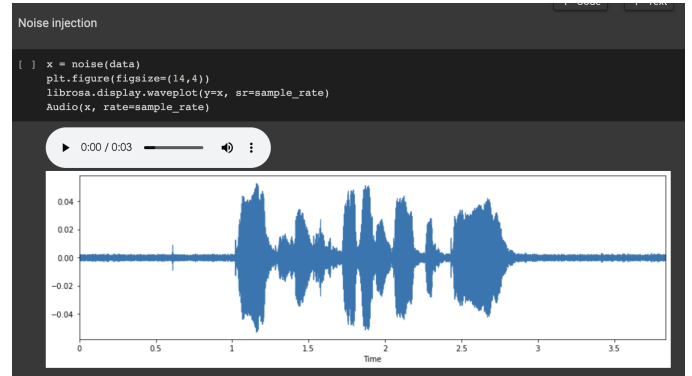 + Code + Text
Noise injection
[ ] x = noise(data)
plt.figure(figsize=(14,4))
librosa.display.waveplot(y=x, sr=sample_rate)
Audio(x, rate=sample_rate)
0:00 / 0:03
0.04
0.02
0.00
−0.02
−0.04
0 0.5 1 1.5 2 2.5 3 3.5
Time